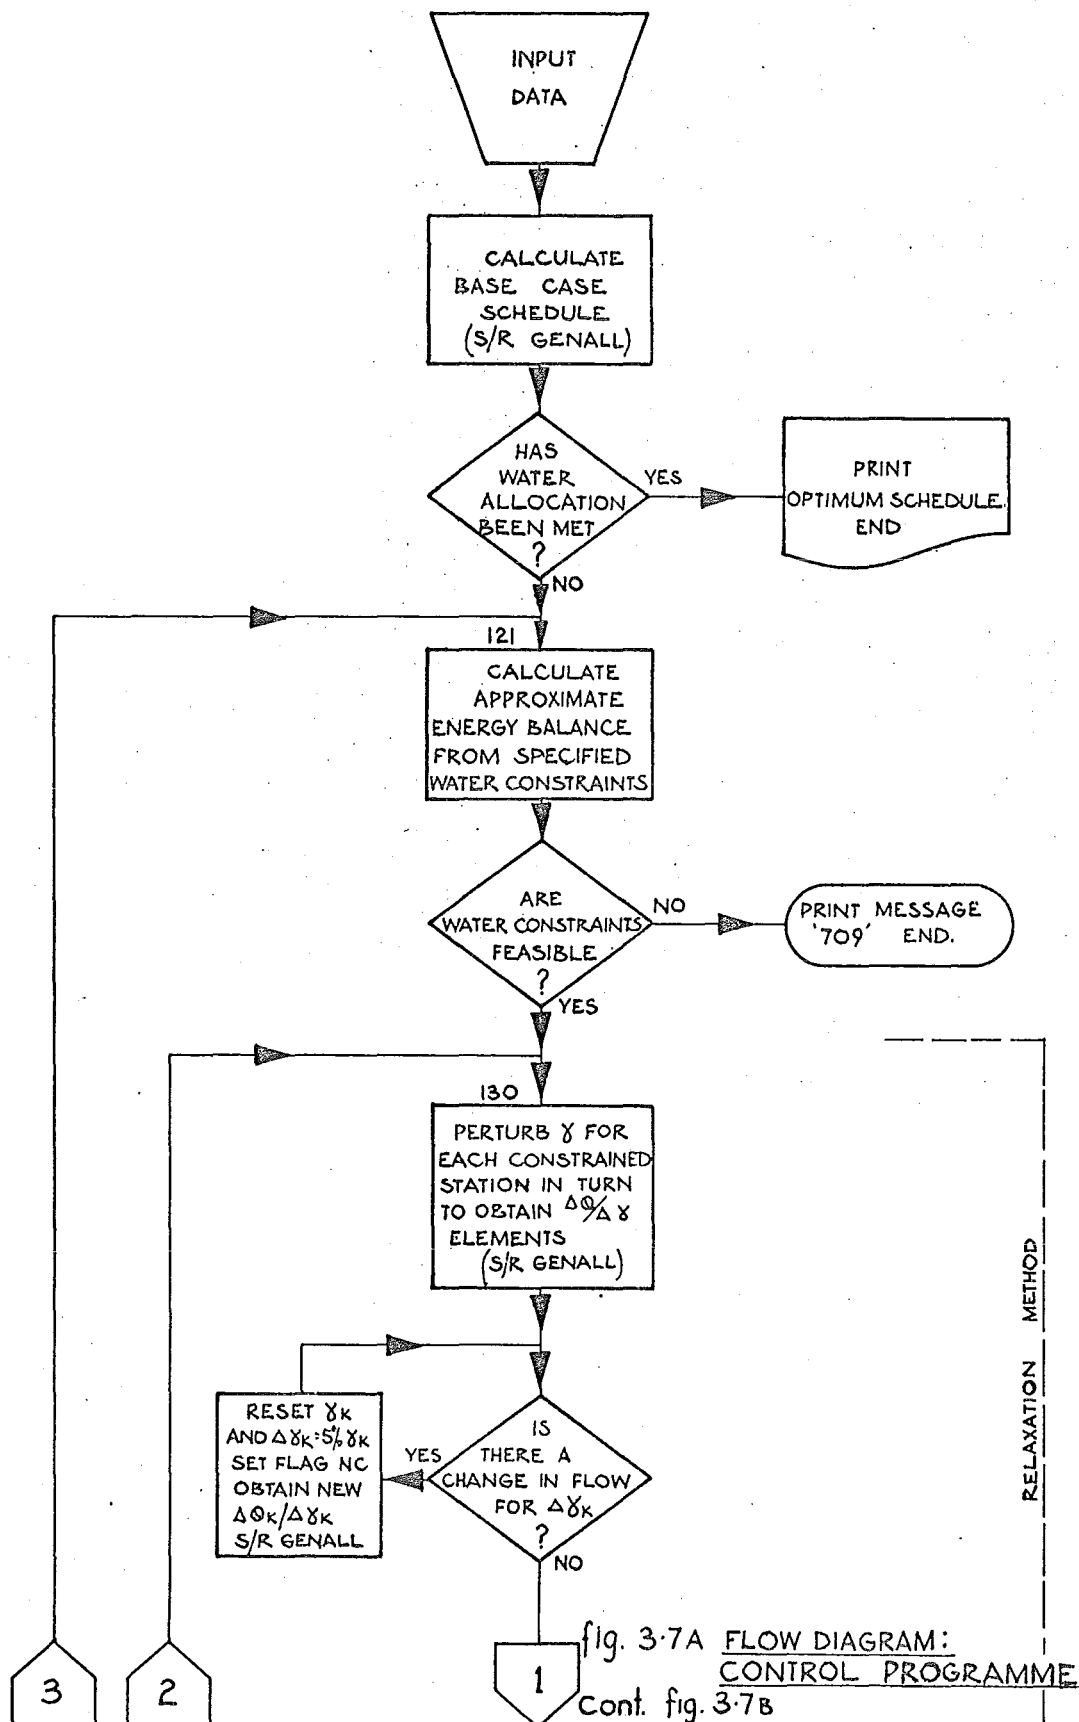 INPUT
DATA
CALCULATE
BASE CASE
SCHEDULE
(S/R GENALL)
HAS
WATER
ALLOCATION
BEEN MET
?
YES
PRINT
OPTIMUM SCHEDULE.
END
NO
121
CALCULATE
APPROXIMATE
ENERGY BALANCE
FROM SPECIFIED
WATER CONSTRAINTS
ARE
WATER CONSTRAINTS
FEASIBLE
?
NO
PRINT MESSAGE
'709' END.
YES
130
PERTURB γ FOR
EACH CONSTRAINED
STATION IN TURN
TO OBTAIN ΔQ/Δγ
ELEMENTS
(S/R GENALL)
RELAXATION METHOD
RESET γK
AND ΔγK=5% γK
SET FLAG NC
OBTAIN NEW
ΔQK/ΔγK
S/R GENALL
YES
IS
THERE A
CHANGE IN FLOW
FOR ΔγK
?
NO
3
2
1
fig. 3.7A FLOW DIAGRAM:
CONTROL PROGRAMME
Cont. fig. 3.7B